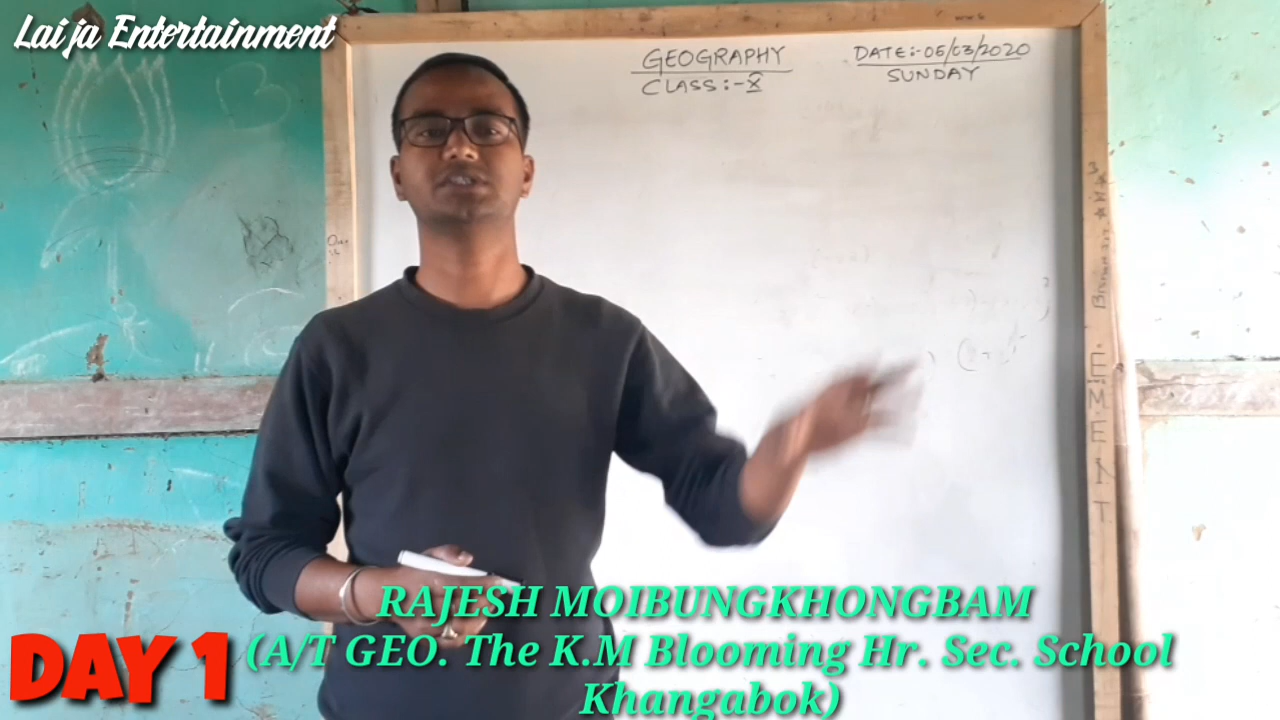 Lai ja Entertainment
GEOGRAPHY
CLASS:- X
DATE:- 06/03/2020
SUNDAY
RAJESH MOIBUNGKHONGBAM
DAY 1
(A/T GEO. The K.M Blooming Hr. Sec. School
Khangabok)